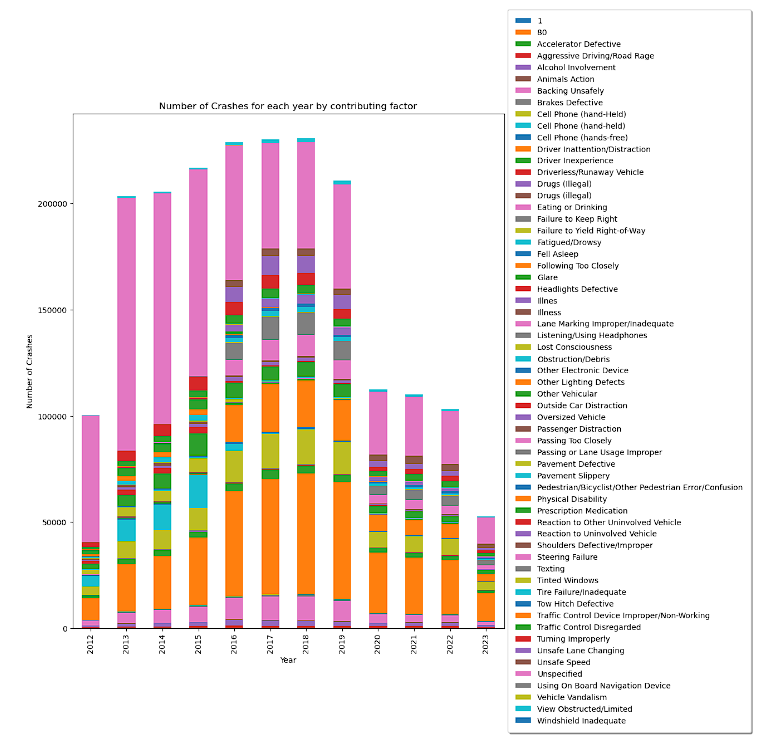 Number of Crashes for each year by contributing factor
Number of Crashes
200000
150000
100000
50000
0
2012
2013
2014
2015
2016
2017
2018
2019
2020
2021
2022
2023
Year
1
80
Accelerator Defective
Aggressive Driving/Road Rage
Alcohol Involvement
Animals Action
Backing Unsafely
Brakes Defective
Cell Phone (hand-Held)
Cell Phone (hand-held)
Cell Phone (hands-free)
Driver Inattention/Distraction
Driver Inexperience
Driverless/Runaway Vehicle
Drugs (Illegal)
Drugs (illegal)
Eating or Drinking
Failure to Keep Right
Failure to Yield Right-of-Way
Fatigued/Drowsy
Fell Asleep
Following Too Closely
Glare
Headlights Defective
Illnes
Illness
Lane Marking Improper/Inadequate
Listening/Using Headphones
Lost Consciousness
Obstruction/Debris
Other Electronic Device
Other Lighting Defects
Other Vehicular
Outside Car Distraction
Oversized Vehicle
Passenger Distraction
Passing Too Closely
Passing or Lane Usage Improper
Pavement Defective
Pavement Slippery
Pedestrian/Bicyclist/Other Pedestrian Error/Confusion
Physical Disability
Prescription Medication
Reaction to Other Uninvolved Vehicle
Reaction to Uninvolved Vehicle
Shoulders Defective/Improper
Steering Failure
Texting
Tinted Windows
Tire Failure/Inadequate
Tow Hitch Defective
Traffic Control Device Improper/Non-Working
Traffic Control Disregarded
Turning Improperly
Unsafe Lane Changing
Unsafe Speed
Unspecified
Using On Board Navigation Device
Vehicle Vandalism
View Obstructed/Limited
Windshield Inadequate